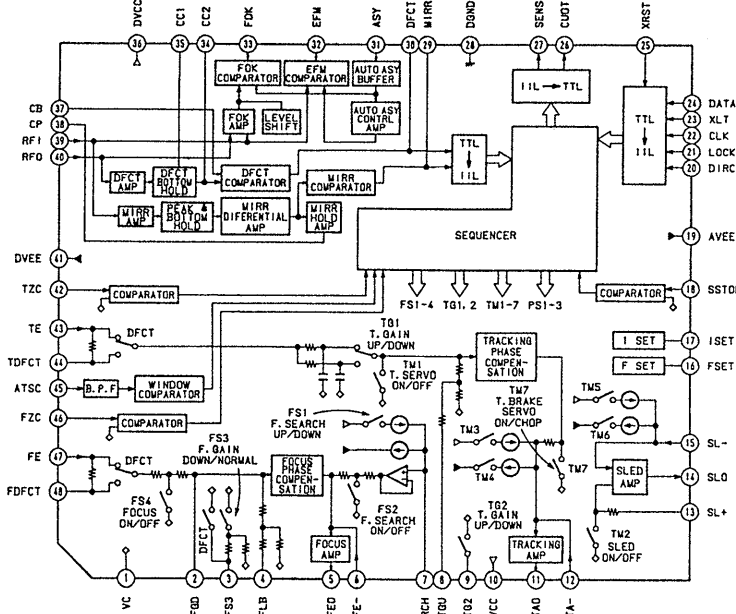 DVCC
CC1
CC2
FOK
EFM
ASY
DFCT
MIRR
DGND
SENS
CUOT
XRST
36
35
34
33
32
31
30
29
28
27
26
25
FOK COMPARATOR
EFM COMPARATOR
AUTO ASY BUFFER
IIL → TTL
FOK AMP
LEVEL SHIFT
AUTO ASY CONTRL AMP
CB 37
CP 38
RFI 39
RFO 40
TTL ↓ IIL
TTL ↓ IIL
24 DATA
23 XLT
22 CLK
21 LOCK
20 DIRC
DFCT AMP
DFCT BOTTOM HOLD
DFCT COMPARATOR
MIRR COMPARATOR
MIRR AMP
PEAK & BOTTOM HOLD
MIRR DIFERENTIAL AMP
MIRR HOLD AMP
SEQUENCER
19 AVEE
DVEE 41
TZC 42
COMPARATOR
FS1-4
TG1, 2
TM1-7
PS1-3
COMPARATOR
18
TE 43
DFCT
TDFCT 44
TG1
T. GAIN
UP/DOWN
TM1
T. SERVO
ON/OFF
TRACKING PHASE COMPEN- SATION
I SET
17 ISET
F SET
16 FSET
ATSC 45
B.P.F
WINDOW COMPARATOR
FZC 46
COMPARATOR
FS1
F. SEARCH
UP/DOWN
TM7
T. BRAKE
SERVO
ON/CHOP
TM5
TM6
TM3
TM4
TM7
15 SL-
FE 47
DFCT
FDFCT 48
FS3
F. GAIN
DOWN/NORMAL
FS4
FOCUS
ON/OFF
DFCT
FOCUS PHASE COMPEN- SATION
FS2
F. SEARCH
ON/OFF
TG2
T. GAIN
UP/DOWN
SLED AMP
14 SLO
13 SL+
TM2
SLED
ON/OFF
FOCUS AMP
TRACKING AMP
1
2
3
4
5
6
7
8
9
10
11
12
VC
FS3
FLB
FE-
TG2
TA-